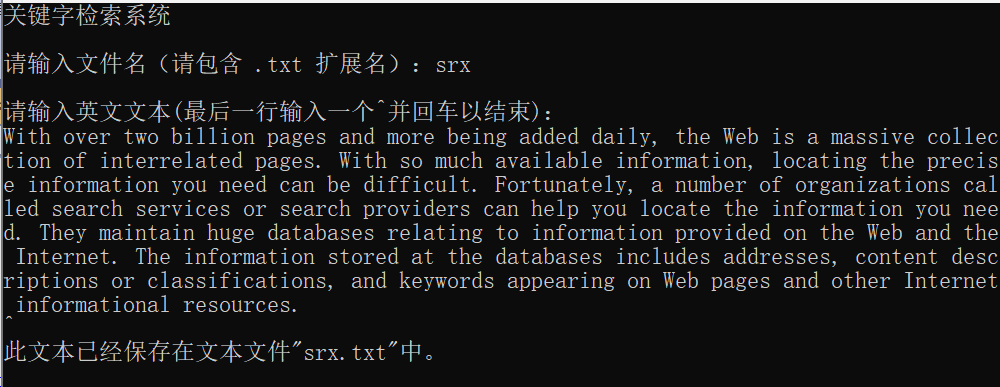 关键字检索系统
请输入文件名（请包含 .txt 扩展名）：srx
请输入英文文本(最后一行输入一个^并回车以结束):
With over two billion pages and more being added daily, the Web is a massive collec
tion of interrelated pages. With so much available information, locating the precis
e information you need can be difficult. Fortunately, a number of organizations cal
led search services or search providers can help you locate the information you nee
d. They maintain huge databases relating to information provided on the Web and the
 Internet. The information stored at the databases includes addresses, content desc
riptions or classifications, and keywords appearing on Web pages and other Internet
 informational resources.
^
此文本已经保存在文本文件"srx.txt"中。